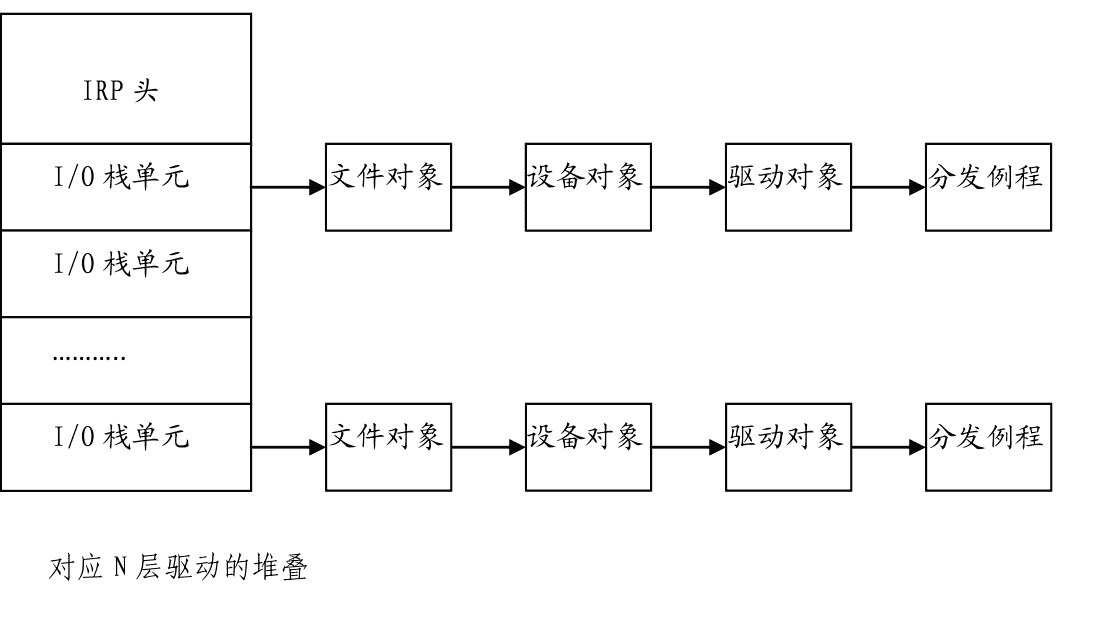 IRP 头
I/O 栈单元
文件对象
设备对象
驱动对象
分发例程
I/O 栈单元
...........
I/O 栈单元
文件对象
设备对象
驱动对象
分发例程
对应 N 层驱动的堆叠